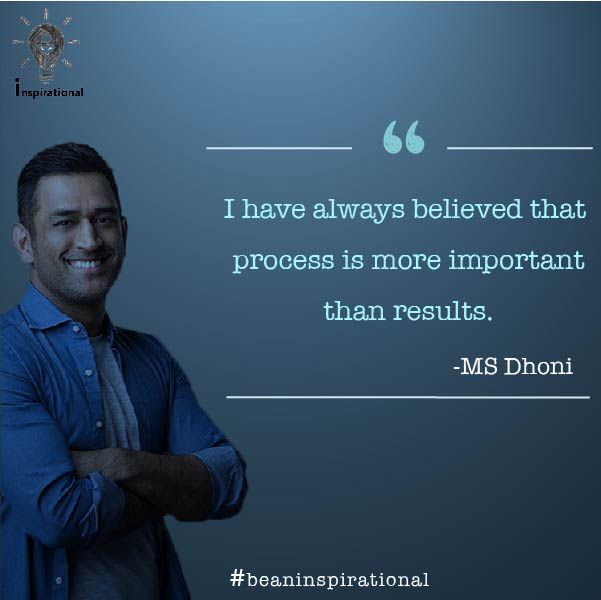 inspirational
“
I have always believed that
process is more important
than results.
-MS Dhoni
#beaninspirational